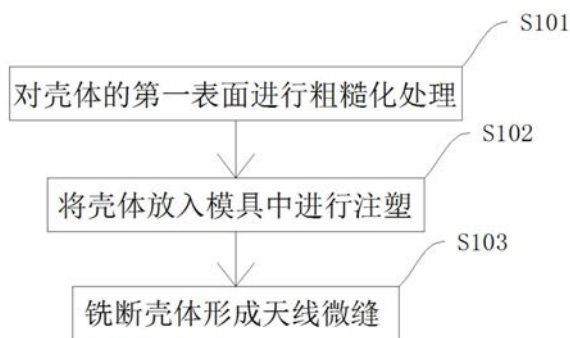 S101
对壳体的第一表面进行粗糙化处理
S102
将壳体放入模具中进行注塑
S103
铣断壳体形成天线微缝